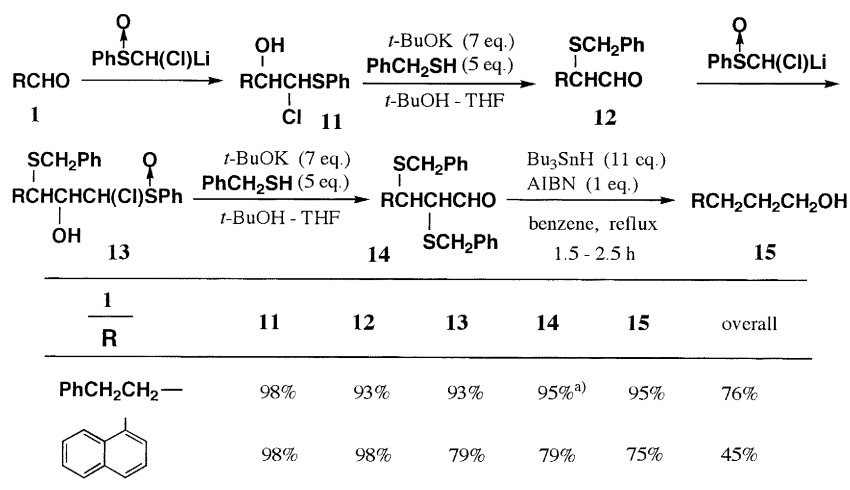 O
PhSCH(Cl)Li
RCHO
1
OH
RCHCHSPh
Cl
11
t-BuOK (7 eq.)
PhCH2SH (5 eq.)
t-BuOH - THF
SCH2Ph
RCHCHO
12
O
PhSCH(Cl)Li
SCH2Ph
O
RCHCHCH(Cl)SPh
OH
13
t-BuOK (7 eq.)
PhCH2SH (5 eq.)
t-BuOH - THF
SCH2Ph
RCHCHCHO
SCH2Ph
14
Bu3SnH (11 eq.)
AIBN (1 eq.)
benzene, reflux
1.5 - 2.5 h
RCH2CH2CH2OH
15
1
R
11 12 13 14 15 overall
PhCH2CH2— 98% 93% 93% 95%a) 95% 76%
98% 98% 79% 79% 75% 45%